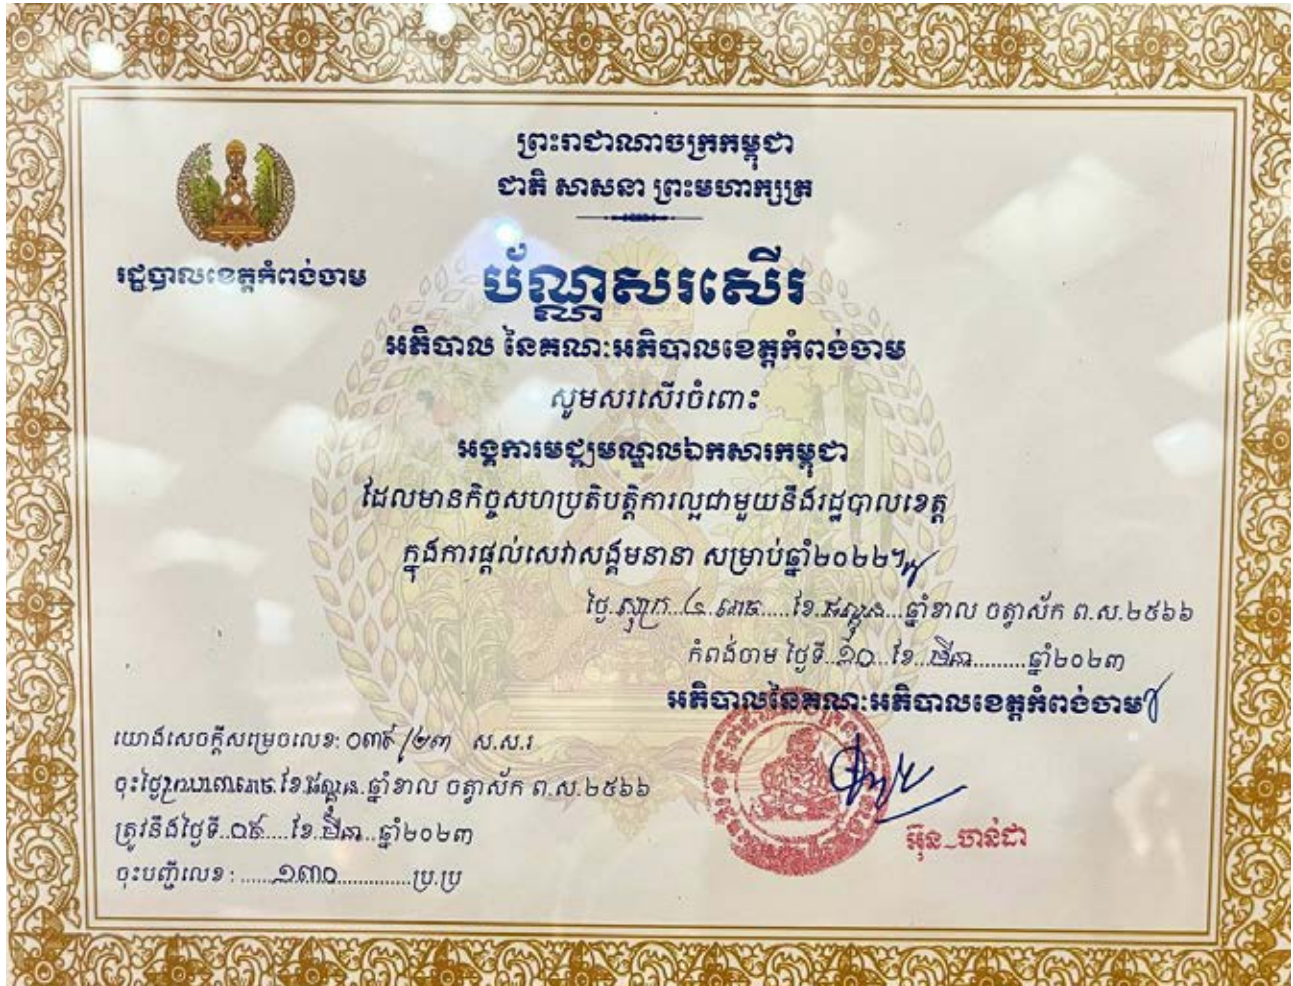 ព្រះរាជាណាចក្រកម្ពុជា
ជាតិ សាសនា ព្រះមហាក្សត្រ
រដ្ឋបាលខេត្តកំពង់ចាម
ប័ណ្ណសរសើរ
អភិបាល នៃគណៈអភិបាលខេត្តកំពង់ចាម
សូមសរសើរចំពោះ
អង្គការមជ្ឈមណ្ឌលឯកសារកម្ពុជា
ដែលមានកិច្ចសហប្រតិបត្តិការល្អជាមួយនឹងរដ្ឋបាលខេត្ត
ក្នុងការផ្តល់សេវាសង្គមនានា សម្រាប់ឆ្នាំ២០២២។
ថ្ងៃ.សុក្រ.......រោច.....ខែ.ផល្គុន...ឆ្នាំខាល ចត្វាស័ក ព.ស.២៥៦៦
កំពង់ចាម ថ្ងៃទី..១០...ខែ..មីនា.........ឆ្នាំ២០២៣
អភិបាលនៃគណៈអភិបាលខេត្តកំពង់ចាម
យោងសេចក្តីសម្រេចលេខ: ០៣៩/២៣ ស.ស.រ
ចុះថ្ងៃ ខែ.ផល្គុន.ឆ្នាំខាល ចត្វាស័ក ព.ស.២៥៦៦
ត្រូវនឹងថ្ងៃទី..០៩....ខែ.មីនា...ឆ្នាំ២០២៣
ចុះបញ្ជីលេខ : ......១៣០..............ប្រ.ប្រ
អ៊ុន ចាន់ដា